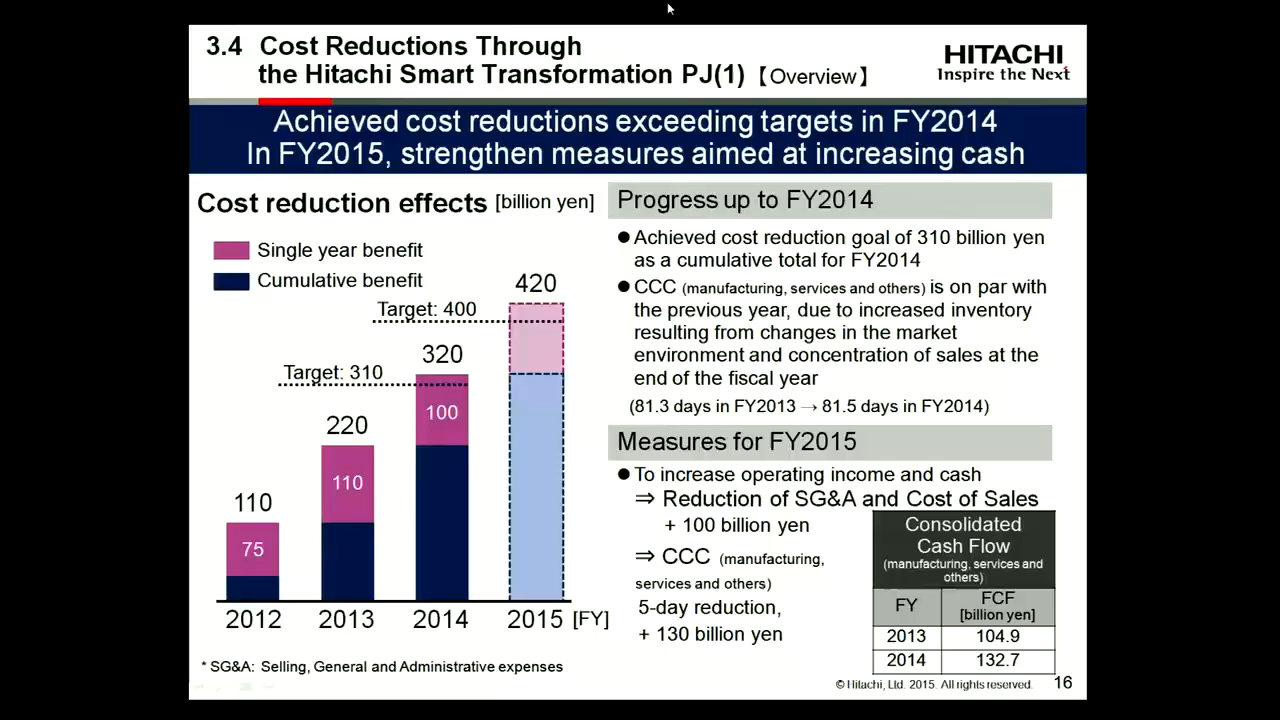 3.4 Cost Reductions Through
the Hitachi Smart Transformation PJ(1)【Overview】
HITACHI
Inspire the Next
Achieved cost reductions exceeding targets in FY2014
In FY2015, strengthen measures aimed at increasing cash
Cost reduction effects [billion yen]
Single year benefit
Cumulative benefit
420
Target: 400
320
Target: 310
100
220
110
110
75
2012 2013 2014 2015 [FY]
* SG&A: Selling, General and Administrative expenses
Progress up to FY2014
●Achieved cost reduction goal of 310 billion yen
as a cumulative total for FY2014
●CCC (manufacturing, services and others) is on par with
the previous year, due to increased inventory
resulting from changes in the market
environment and concentration of sales at the
end of the fiscal year
(81.3 days in FY2013 → 81.5 days in FY2014)
Measures for FY2015
●To increase operating income and cash
⇒ Reduction of SG&A and Cost of Sales
+ 100 billion yen
⇒ CCC (manufacturing,
services and others)
5-day reduction,
+ 130 billion yen
Consolidated
Cash Flow
(manufacturing, services and
others)
FY FCF
[billion yen]
2013 104.9
2014 132.7
© Hitachi, Ltd. 2015. All rights reserved. 16